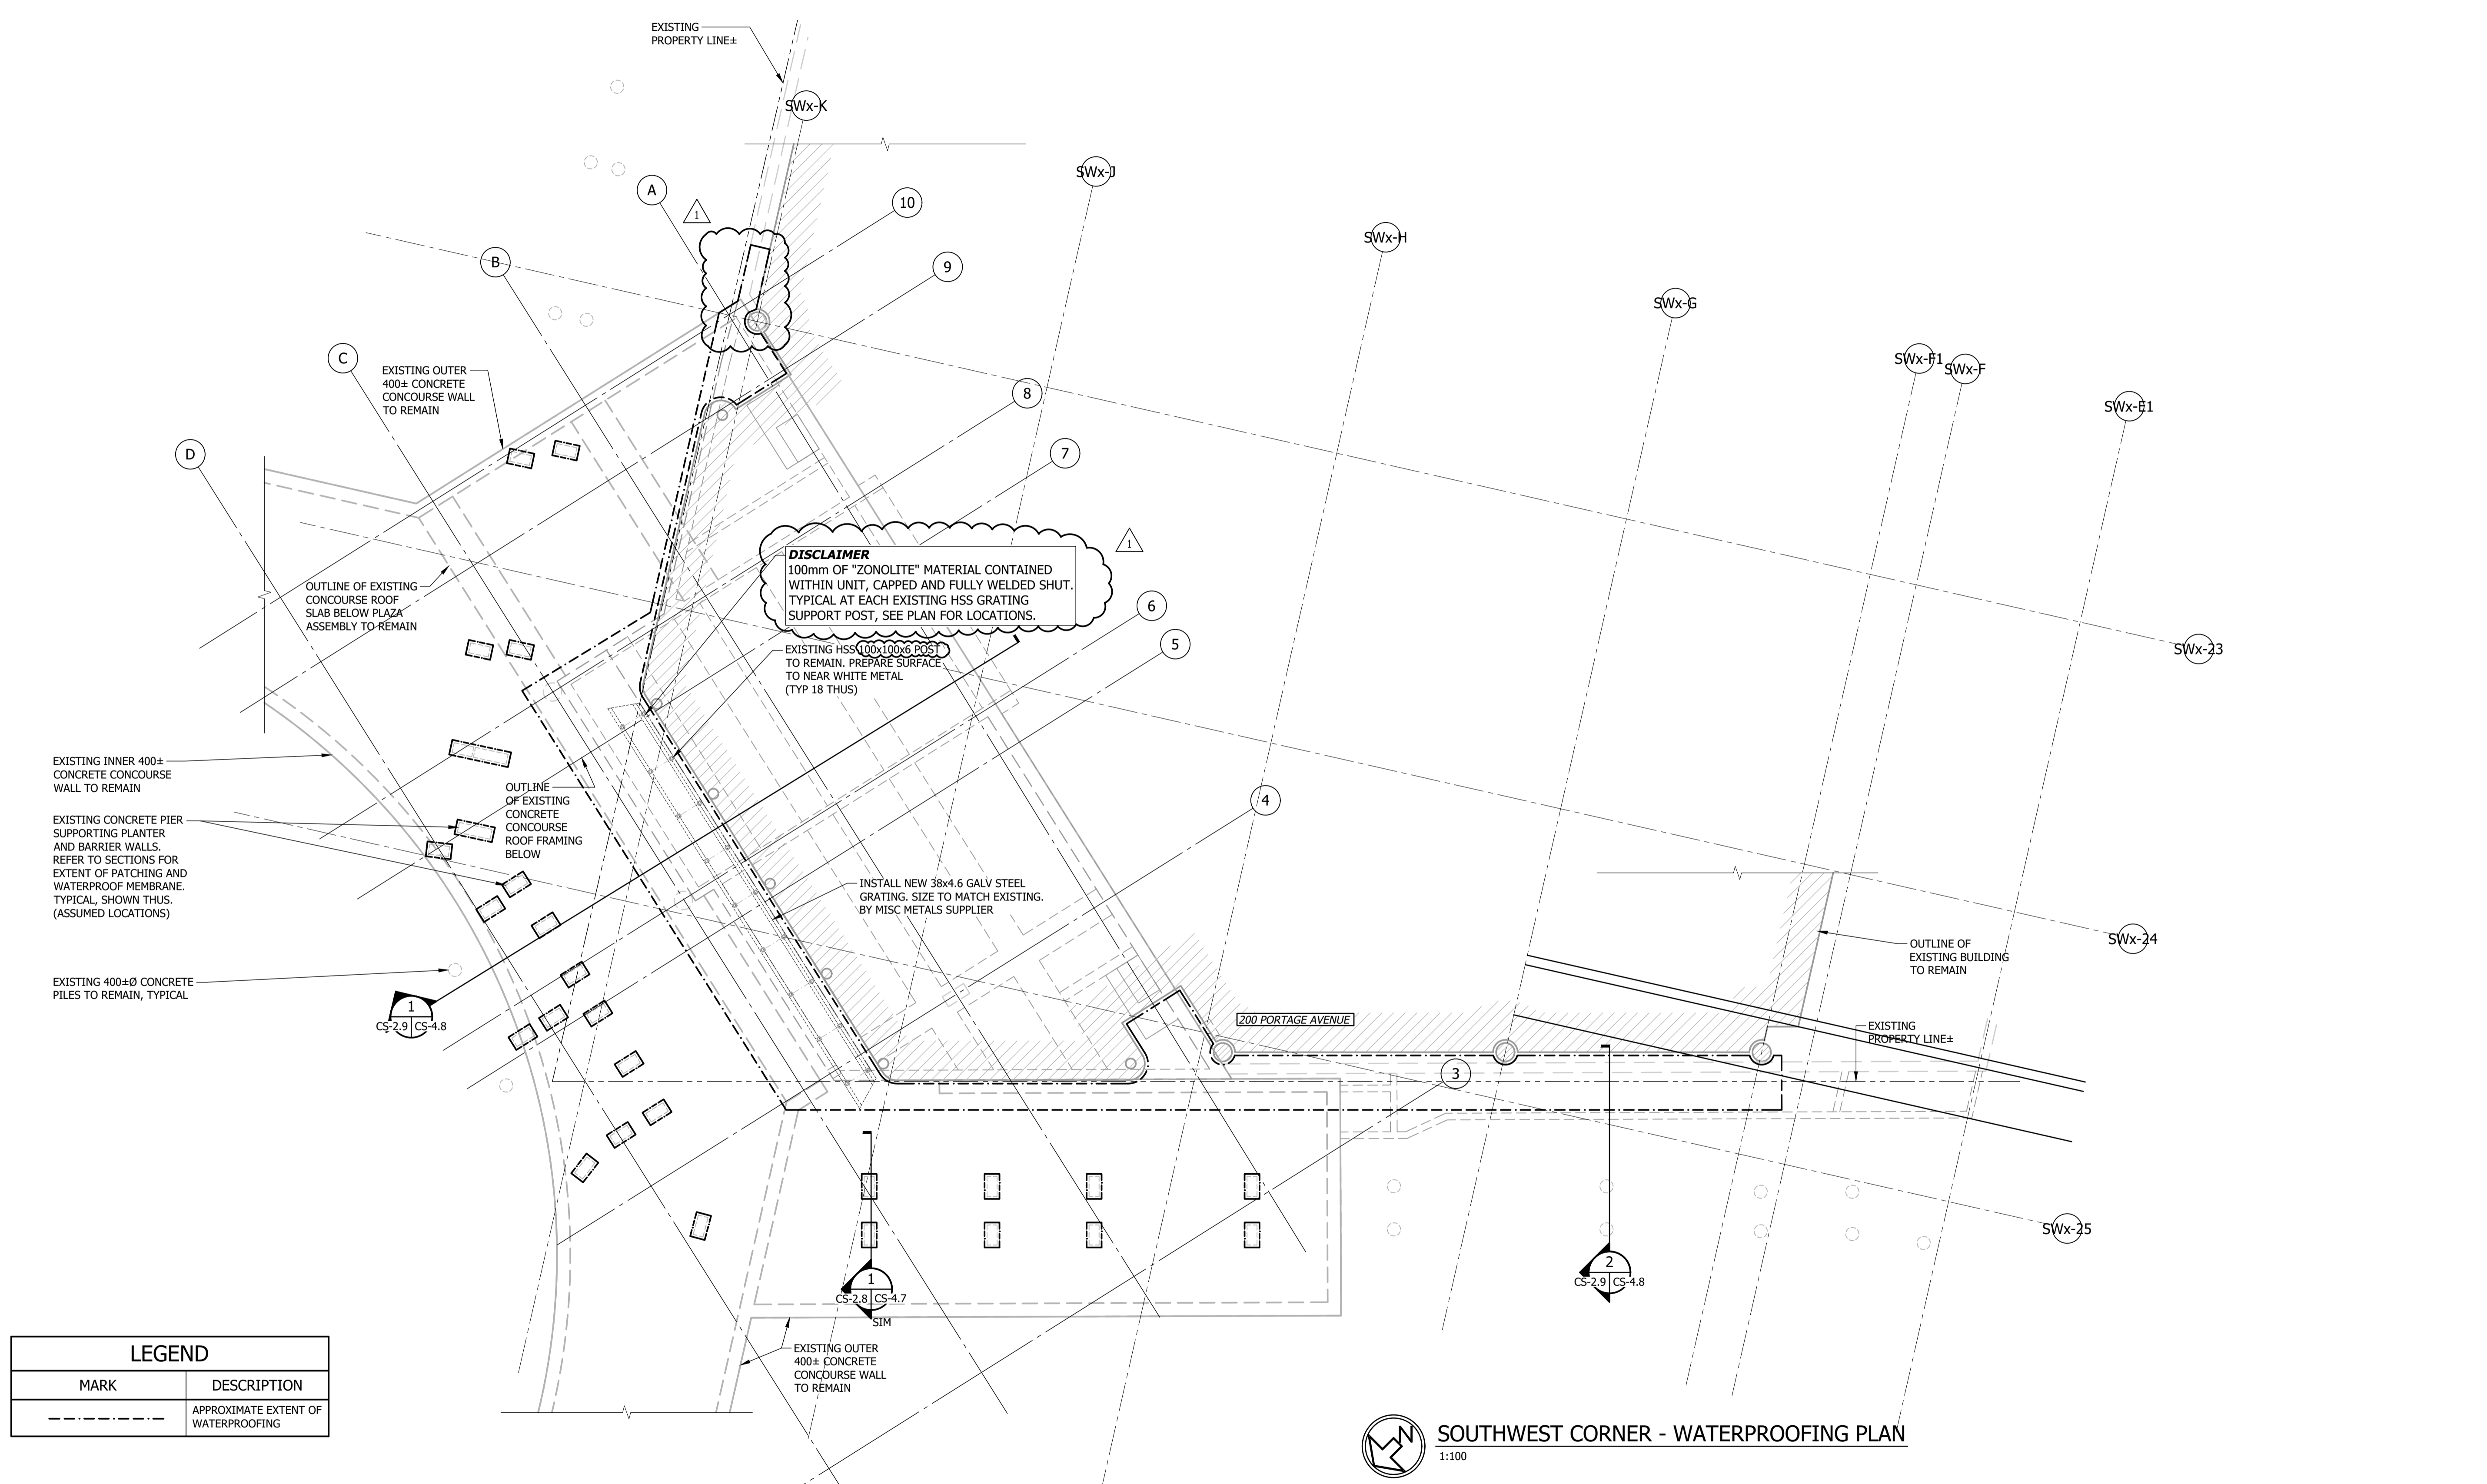 EXISTING
PROPERTY LINE±
SWx-K
SWx-J
A
1
10
SWx-H
B
9
SWx-G
C
SWx-F1
SWx-F
EXISTING OUTER
400± CONCRETE
CONCOURSE WALL
TO REMAIN
8
SWx-E1
D
7
1
DISCLAIMER
100mm OF "ZONOLITE" MATERIAL CONTAINED
WITHIN UNIT, CAPPED AND FULLY WELDED SHUT.
TYPICAL AT EACH EXISTING HSS GRATING
SUPPORT POST, SEE PLAN FOR LOCATIONS.
OUTLINE OF EXISTING
CONCOURSE ROOF
SLAB BELOW PLAZA
ASSEMBLY TO REMAIN
6
5
EXISTING HSS 100x100x6 POST
TO REMAIN. PREPARE SURFACE
TO NEAR WHITE METAL
(TYP 18 THUS)
SWx-23
EXISTING INNER 400±
CONCRETE CONCOURSE
WALL TO REMAIN
OUTLINE
OF EXISTING
CONCRETE
CONCOURSE
ROOF FRAMING
BELOW
4
EXISTING CONCRETE PIER
SUPPORTING PLANTER
AND BARRIER WALLS.
REFER TO SECTIONS FOR
EXTENT OF PATCHING AND
WATERPROOF MEMBRANE.
TYPICAL, SHOWN THUS.
(ASSUMED LOCATIONS)
INSTALL NEW 38x4.6 GALV STEEL
GRATING. SIZE TO MATCH EXISTING.
BY MISC METALS SUPPLIER
SWx-24
OUTLINE OF
EXISTING BUILDING
TO REMAIN
EXISTING 400±Ø CONCRETE
PILES TO REMAIN, TYPICAL
1
CS-2.9 CS-4.8
200 PORTAGE AVENUE
EXISTING
PROPERTY LINE±
3
SWx-25
2
CS-2.9 CS-4.8
1
CS-2.8 CS-4.7
SIM
EXISTING OUTER
400± CONCRETE
CONCOURSE WALL
TO REMAIN
LEGEND
MARK DESCRIPTION
APPROXIMATE EXTENT OF
WATERPROOFING
N
SOUTHWEST CORNER - WATERPROOFING PLAN
1:100